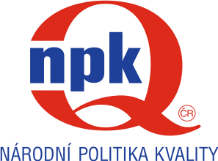 npk
Q
ČR
NÁRODNÍ POLITIKA KVALITY